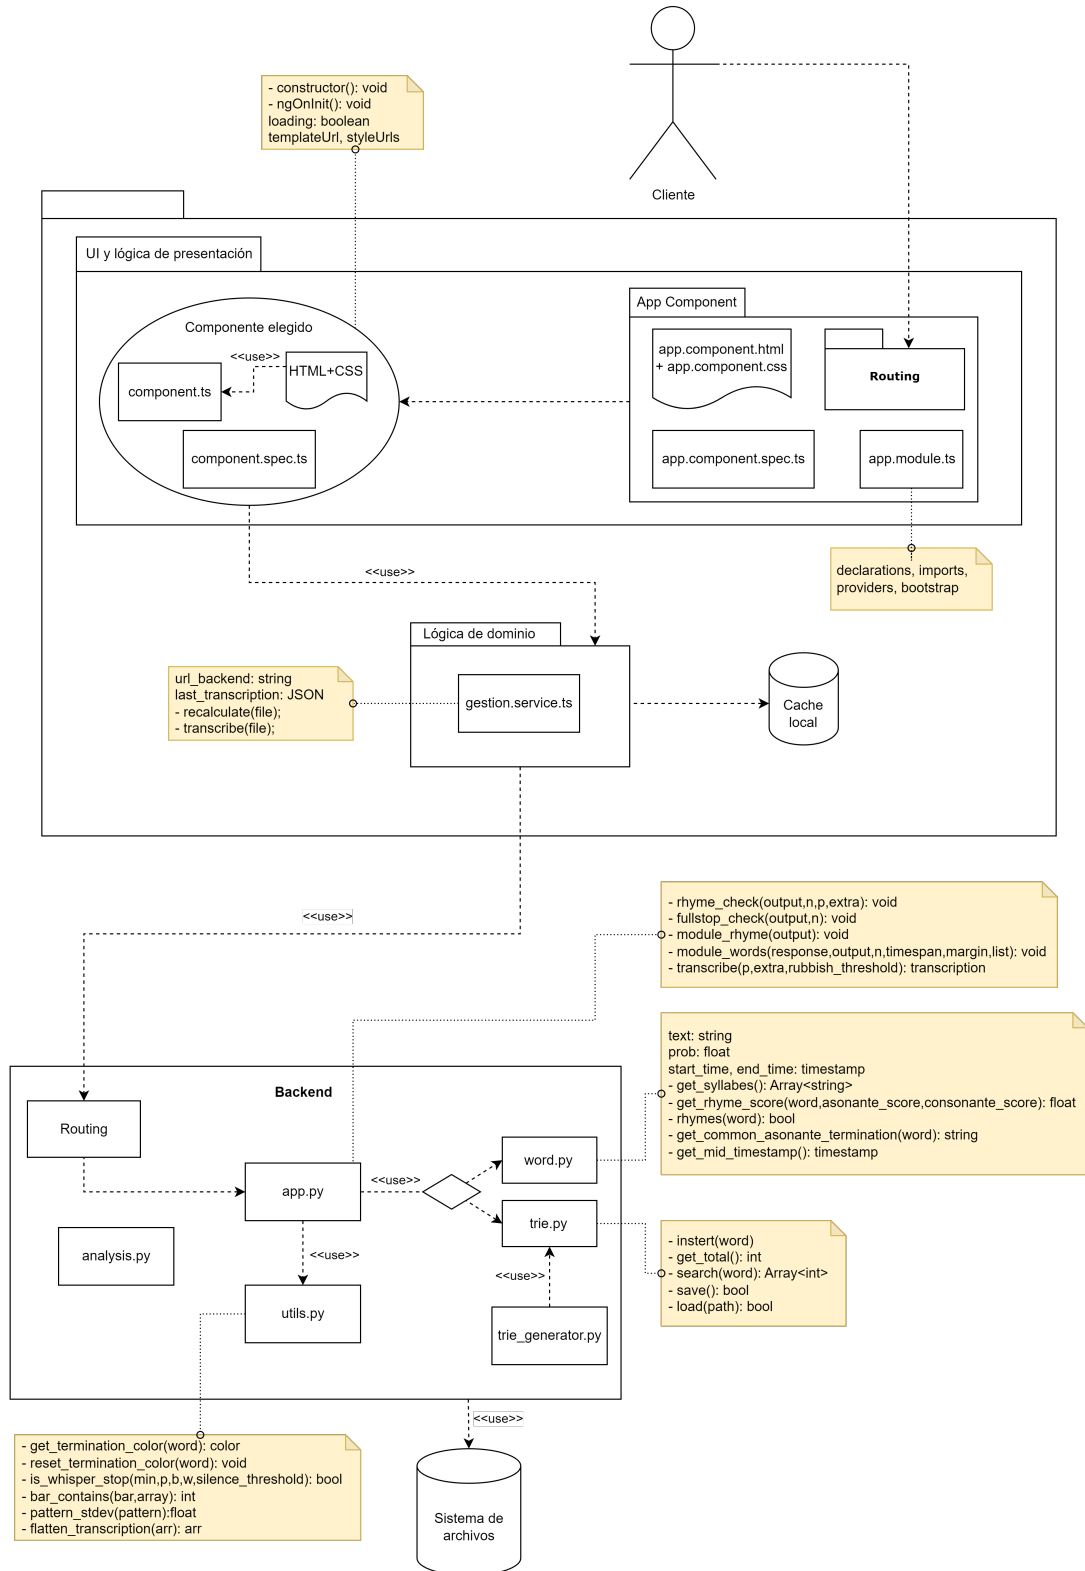 - constructor(): void
- ngOnInit(): void
loading: boolean
templateUrl, styleUrls
Cliente
UI y lógica de presentación
App Component
Componente elegido
<<use>>
HTML+CSS
component.ts
component.spec.ts
app.component.html
+ app.component.css
Routing
app.component.spec.ts
app.module.ts
declarations, imports,
providers, bootstrap
<<use>>
Lógica de dominio
gestion.service.ts
url_backend: string
last_transcription: JSON
- recalculate(file);
- transcribe(file);
Cache
local
<<use>>
- rhyme_check(output,n,p,extra): void
- fullstop_check(output,n): void
- module_rhyme(output): void
- module_words(response,output,n,timespan,margin,list): void
- transcribe(p,extra,rubbish_threshold): transcription
text: string
prob: float
start_time, end_time: timestamp
- get_syllabes(): Array<string>
- get_rhyme_score(word,asonante_score,consonante_score): float
- rhymes(word): bool
- get_common_asonante_termination(word): string
- get_mid_timestamp(): timestamp
Backend
Routing
app.py
<<use>>
word.py
trie.py
analysis.py
<<use>>
<<use>>
utils.py
trie_generator.py
- instert(word)
- get_total(): int
- search(word): Array<int>
- save(): bool
- load(path): bool
<<use>>
- get_termination_color(word): color
- reset_termination_color(word): void
- is_whisper_stop(min,p,b,w,silence_threshold): bool
- bar_contains(bar,array): int
- pattern_stdev(pattern):float
- flatten_transcription(arr): arr
Sistema de
archivos